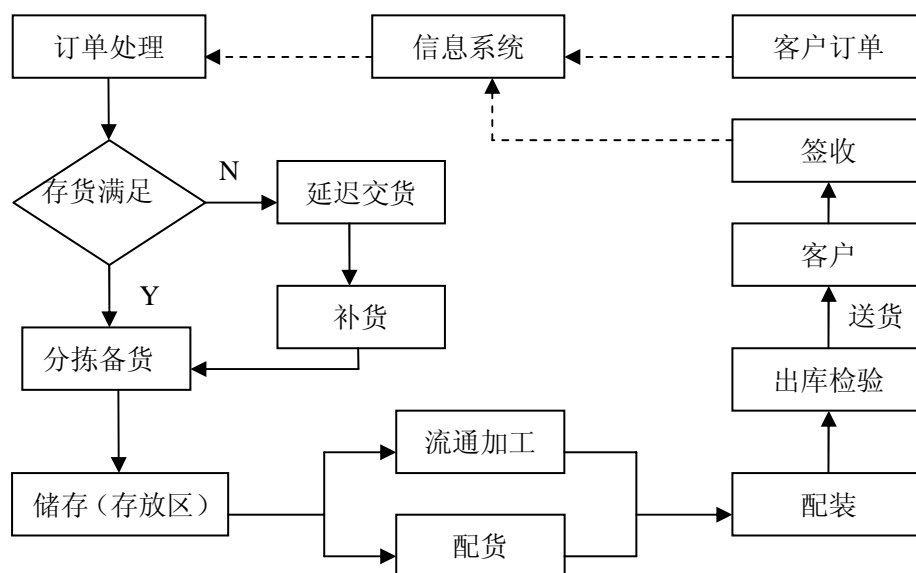 订单处理
信息系统
客户订单
签收
存货满足
N
延迟交货
客户
Y
补货
送货
分拣备货
出库检验
流通加工
储存（存放区）
配装
配货